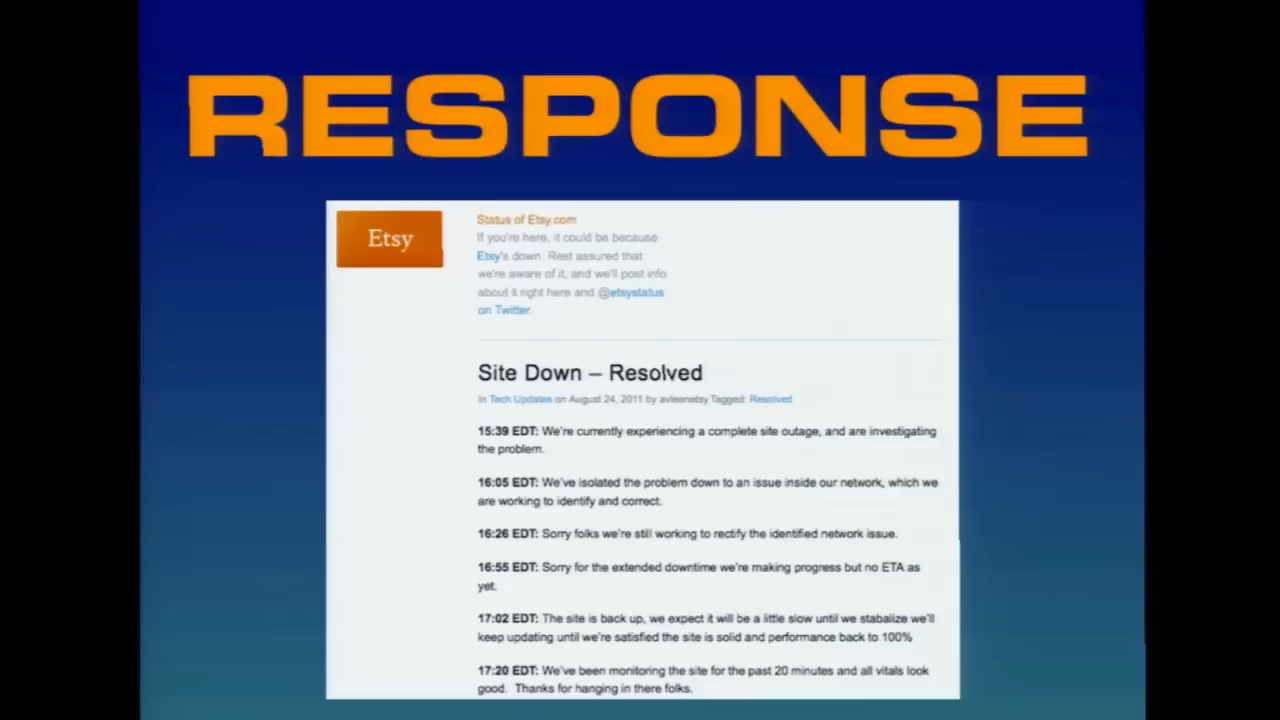 RESPONSE
Etsy
Status of Etsy.com
If you're here, it could be because
Etsy's down. Rest assured that
we're aware of it, and we'll post info
about it right here and @etsystatus
on Twitter.
Site Down – Resolved
In Tech Updates on August 24, 2011 by avleenetsy Tagged: Resolved
15:39 EDT: We're currently experiencing a complete site outage, and are investigating
the problem.
16:05 EDT: We've isolated the problem down to an issue inside our network, which we
are working to identify and correct.
16:26 EDT: Sorry folks we're still working to rectify the identified network issue.
16:55 EDT: Sorry for the extended downtime we're making progress but no ETA as
yet.
17:02 EDT: The site is back up, we expect it will be a little slow until we stabalize we'll
keep updating until we're satisfied the site is solid and performance back to 100%
17:20 EDT: We've been monitoring the site for the past 20 minutes and all vitals look
good. Thanks for hanging in there folks.